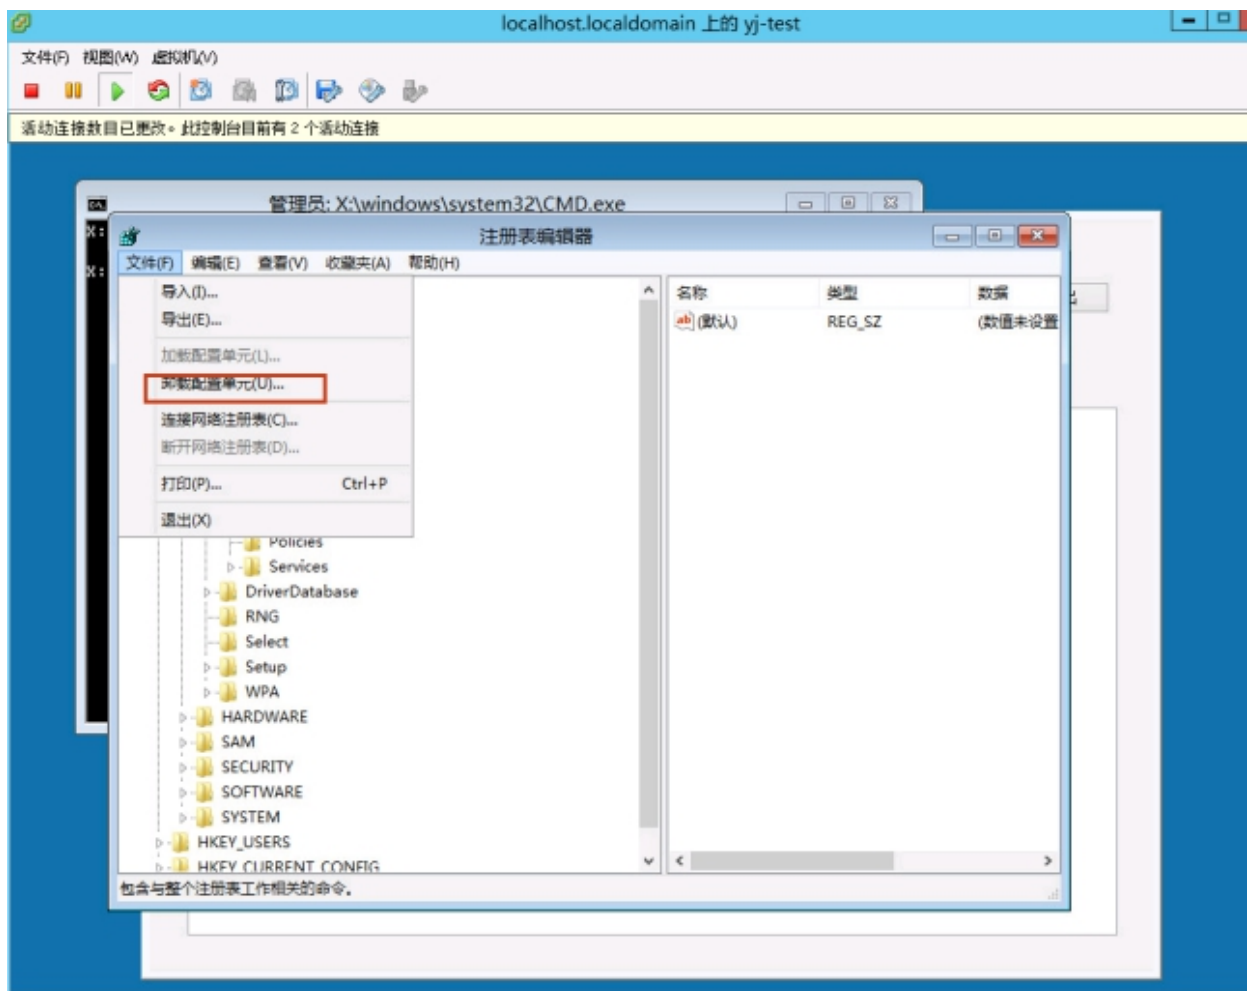 localhost.localdomain 上的 yj-test
文件(F) 视图(W) 虚拟机(V)
活动连接数目已更改。此控制台目前有 2 个活动连接
管理员: X:\windows\system32\CMD.exe
X:
X:
注册表编辑器
文件(F) 编辑(E) 查看(V) 收藏夹(A) 帮助(H)
导入(I)...
导出(E)...
加载配置单元(L)...
卸载配置单元(U)...
连接网络注册表(C)...
断开网络注册表(D)...
打印(P)... Ctrl+P
退出(X)
名称 类型 数据
ab (默认) REG_SZ (数值未设置
Policies
Services
DriverDatabase
RNG
Select
Setup
WPA
HARDWARE
SAM
SECURITY
SOFTWARE
SYSTEM
HKEY_USERS
HKEY_CURRENT_CONFIG
包含与整个注册表工作相关的命令。